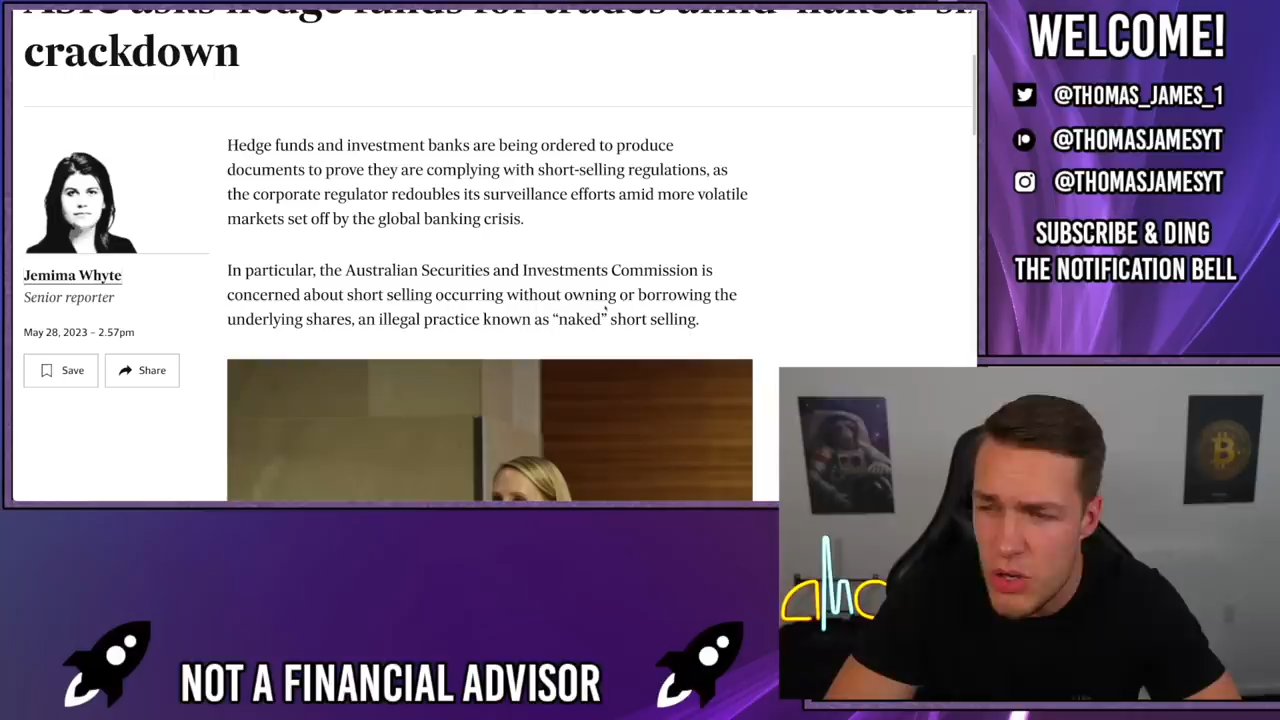 crackdown
Hedge funds and investment banks are being ordered to produce
documents to prove they are complying with short-selling regulations, as
the corporate regulator redoubles its surveillance efforts amid more volatile
markets set off by the global banking crisis.
Jemima Whyte
Senior reporter
May 28, 2023 – 2.57pm
Save
Share
In particular, the Australian Securities and Investments Commission is
concerned about short selling occurring without owning or borrowing the
underlying shares, an illegal practice known as “naked” short selling.
WELCOME!
@THOMAS_JAMES_1
@THOMASJAMESYT
@THOMASJAMESYT
SUBSCRIBE & DING
THE NOTIFICATION BELL
amc
NOT A FINANCIAL ADVISOR